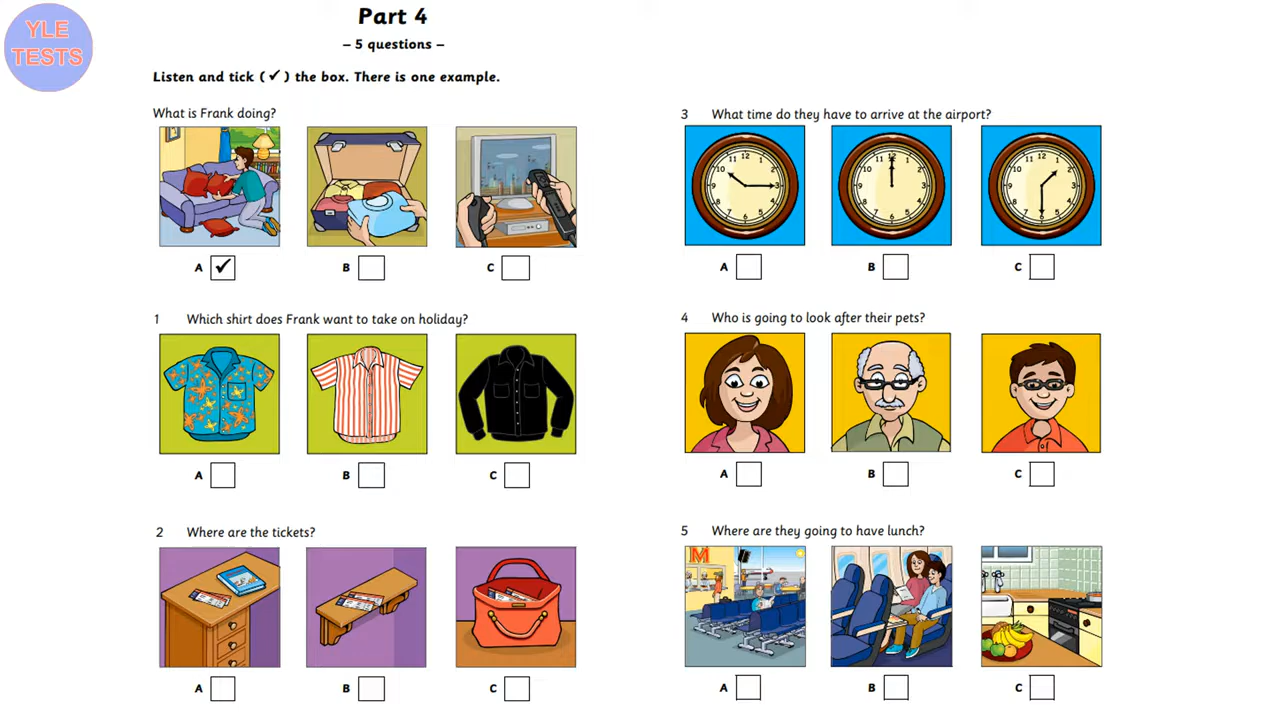 YLE
TESTS
Part 4
– 5 questions –
Listen and tick (✓) the box. There is one example.
What is Frank doing?
A ✓ B C
1 Which shirt does Frank want to take on holiday?
A B C
2 Where are the tickets?
A B C
3 What time do they have to arrive at the airport?
A B C
4 Who is going to look after their pets?
A B C
5 Where are they going to have lunch?
M
A B C